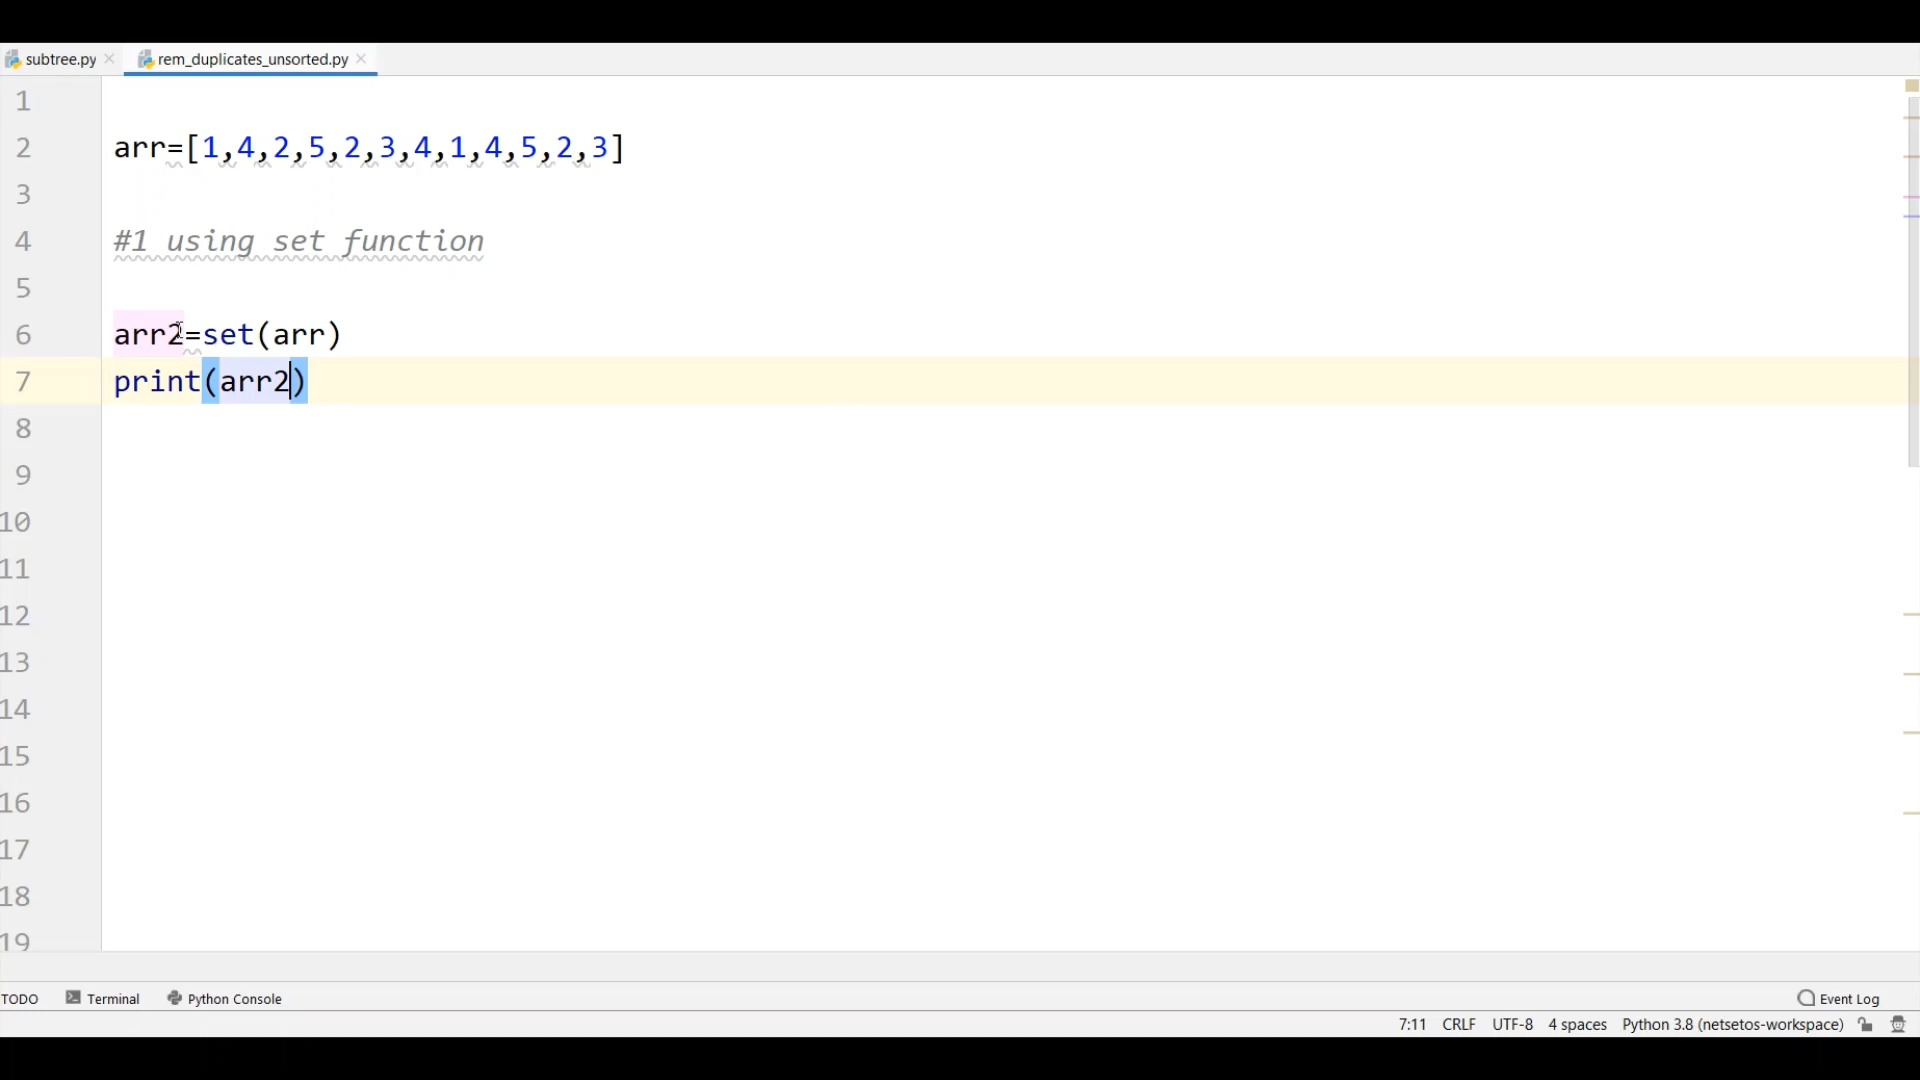 subtree.py
rem_duplicates_unsorted.py
1
2 arr=[1,4,2,5,2,3,4,1,4,5,2,3]
3
4 #1 using set function
5
6 arr2=set(arr)
7 print(arr2)
8
9
10
11
12
13
14
15
16
17
18
19
TODO Terminal Python Console Event Log
7:11 CRLF UTF-8 4 spaces Python 3.8 (netsetos-workspace)